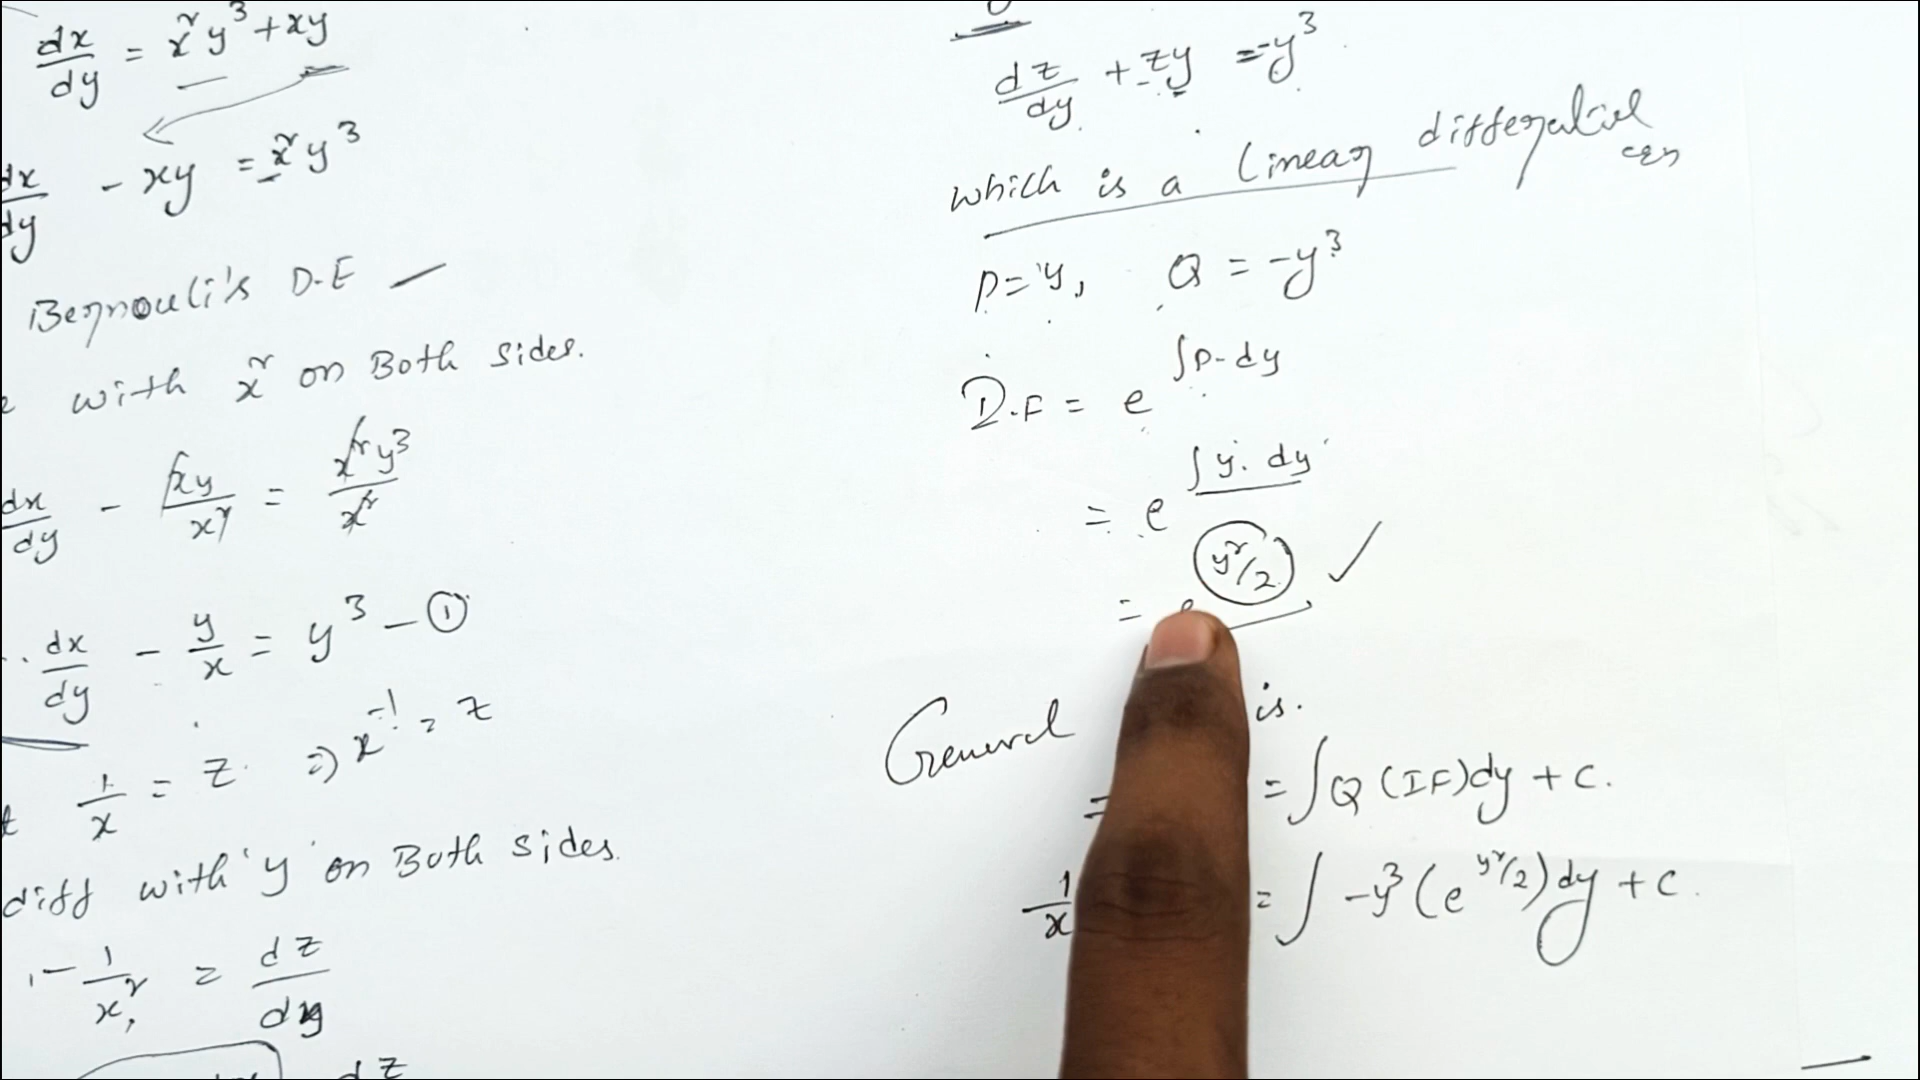 dx/dy = x²y³ + xy
dx/dy - xy = x²y³
Bernouli's D.E
with x² on Both sides.
dx/dy - xy/x² = x²y³/x²
dx/dy - y/x = y³ - ①
1/x = z ⇒ x⁻¹ = z
diff with 'y' on Both sides.
-1/x² = dz/dy
dz
dz/dy + zy = -y³
which is a linear differential
eqn
P = y, Q = -y³
I.F = e^∫P·dy
= e^∫y·dy
= e^y²/2 ✓
General is.
= = ∫Q (IF)dy + c.
1/x = ∫ -y³ (e^y²/2) dy + c.